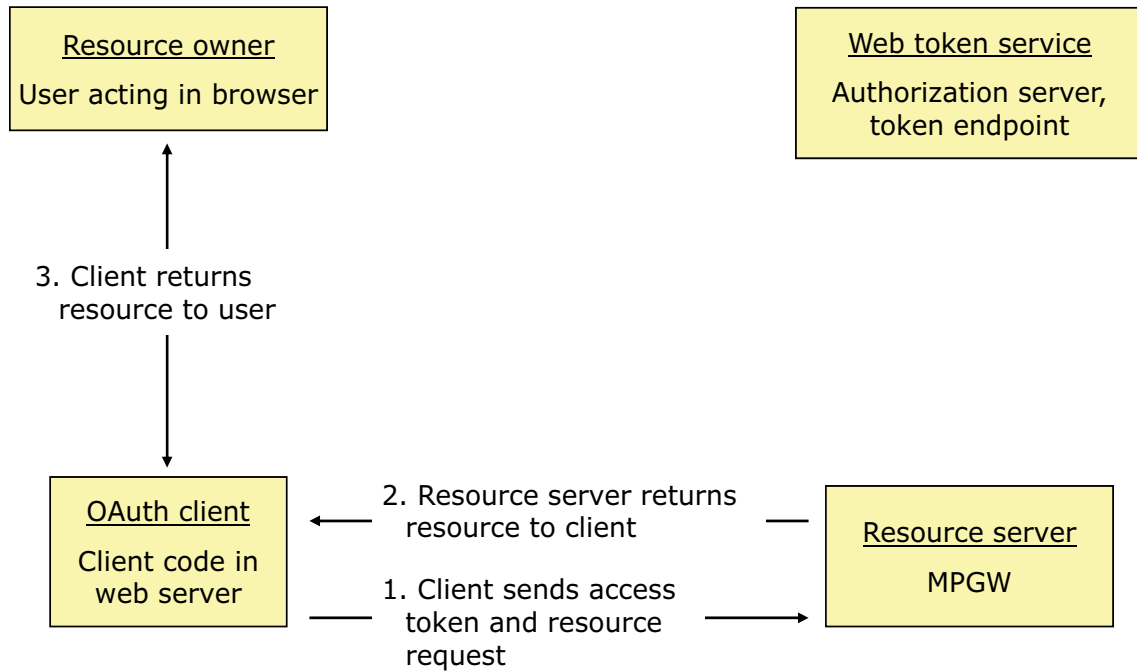 Resource owner
User acting in browser
Web token service
Authorization server,
token endpoint
3. Client returns
resource to user
OAuth client
Client code in
web server
2. Resource server returns
resource to client
1. Client sends access
token and resource
request
Resource server
MPGW